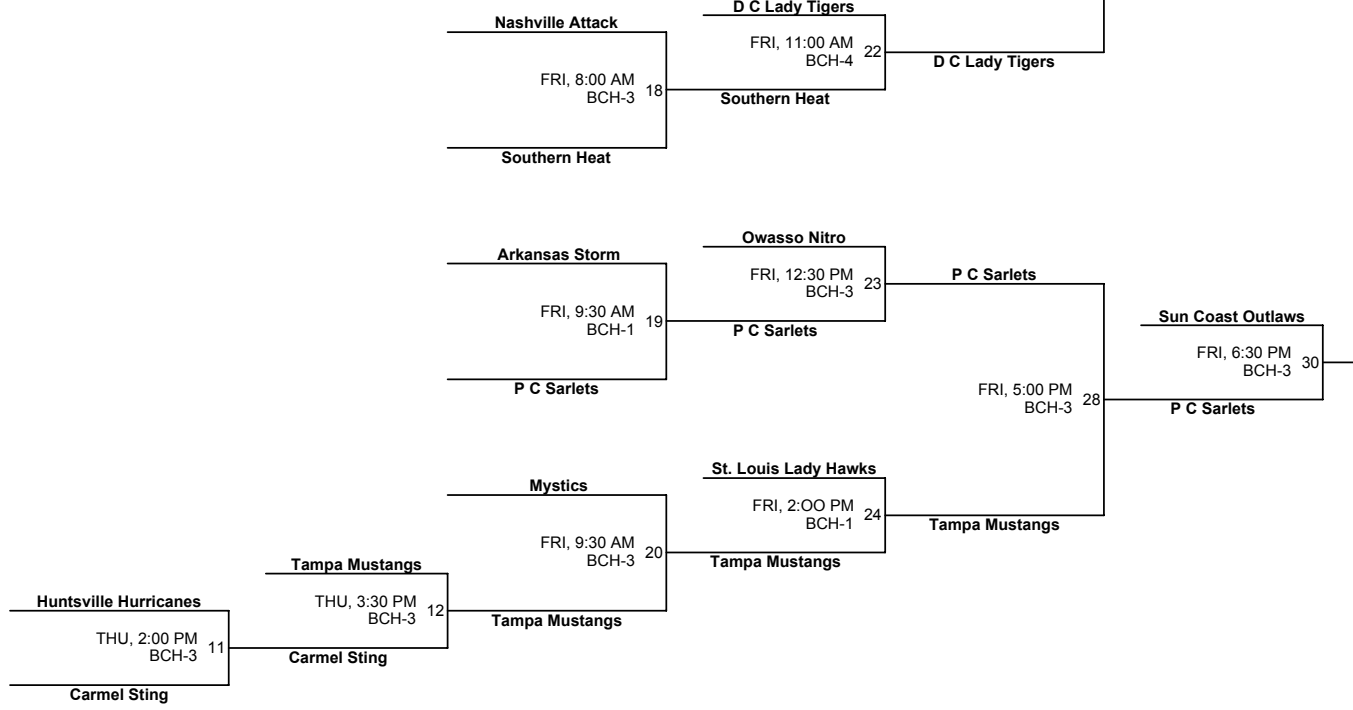 D C Lady Tigers
Nashville Attack
FRI, 11:00 AM
BCH-4
22
D C Lady Tigers
FRI, 8:00 AM
BCH-3
18
Southern Heat
Southern Heat
Owasso Nitro
Arkansas Storm
FRI, 12:30 PM
BCH-3
23
P C Sarlets
FRI, 9:30 AM
BCH-1
19
P C Sarlets
Sun Coast Outlaws
FRI, 6:30 PM
BCH-3
30
P C Sarlets
FRI, 5:00 PM
BCH-3
28
P C Sarlets
St. Louis Lady Hawks
Mystics
FRI, 2:OO PM
BCH-1
24
Tampa Mustangs
FRI, 9:30 AM
BCH-3
20
Tampa Mustangs
Tampa Mustangs
Huntsville Hurricanes
THU, 3:30 PM
BCH-3
12
Tampa Mustangs
THU, 2:00 PM
BCH-3
11
Carmel Sting
Carmel Sting